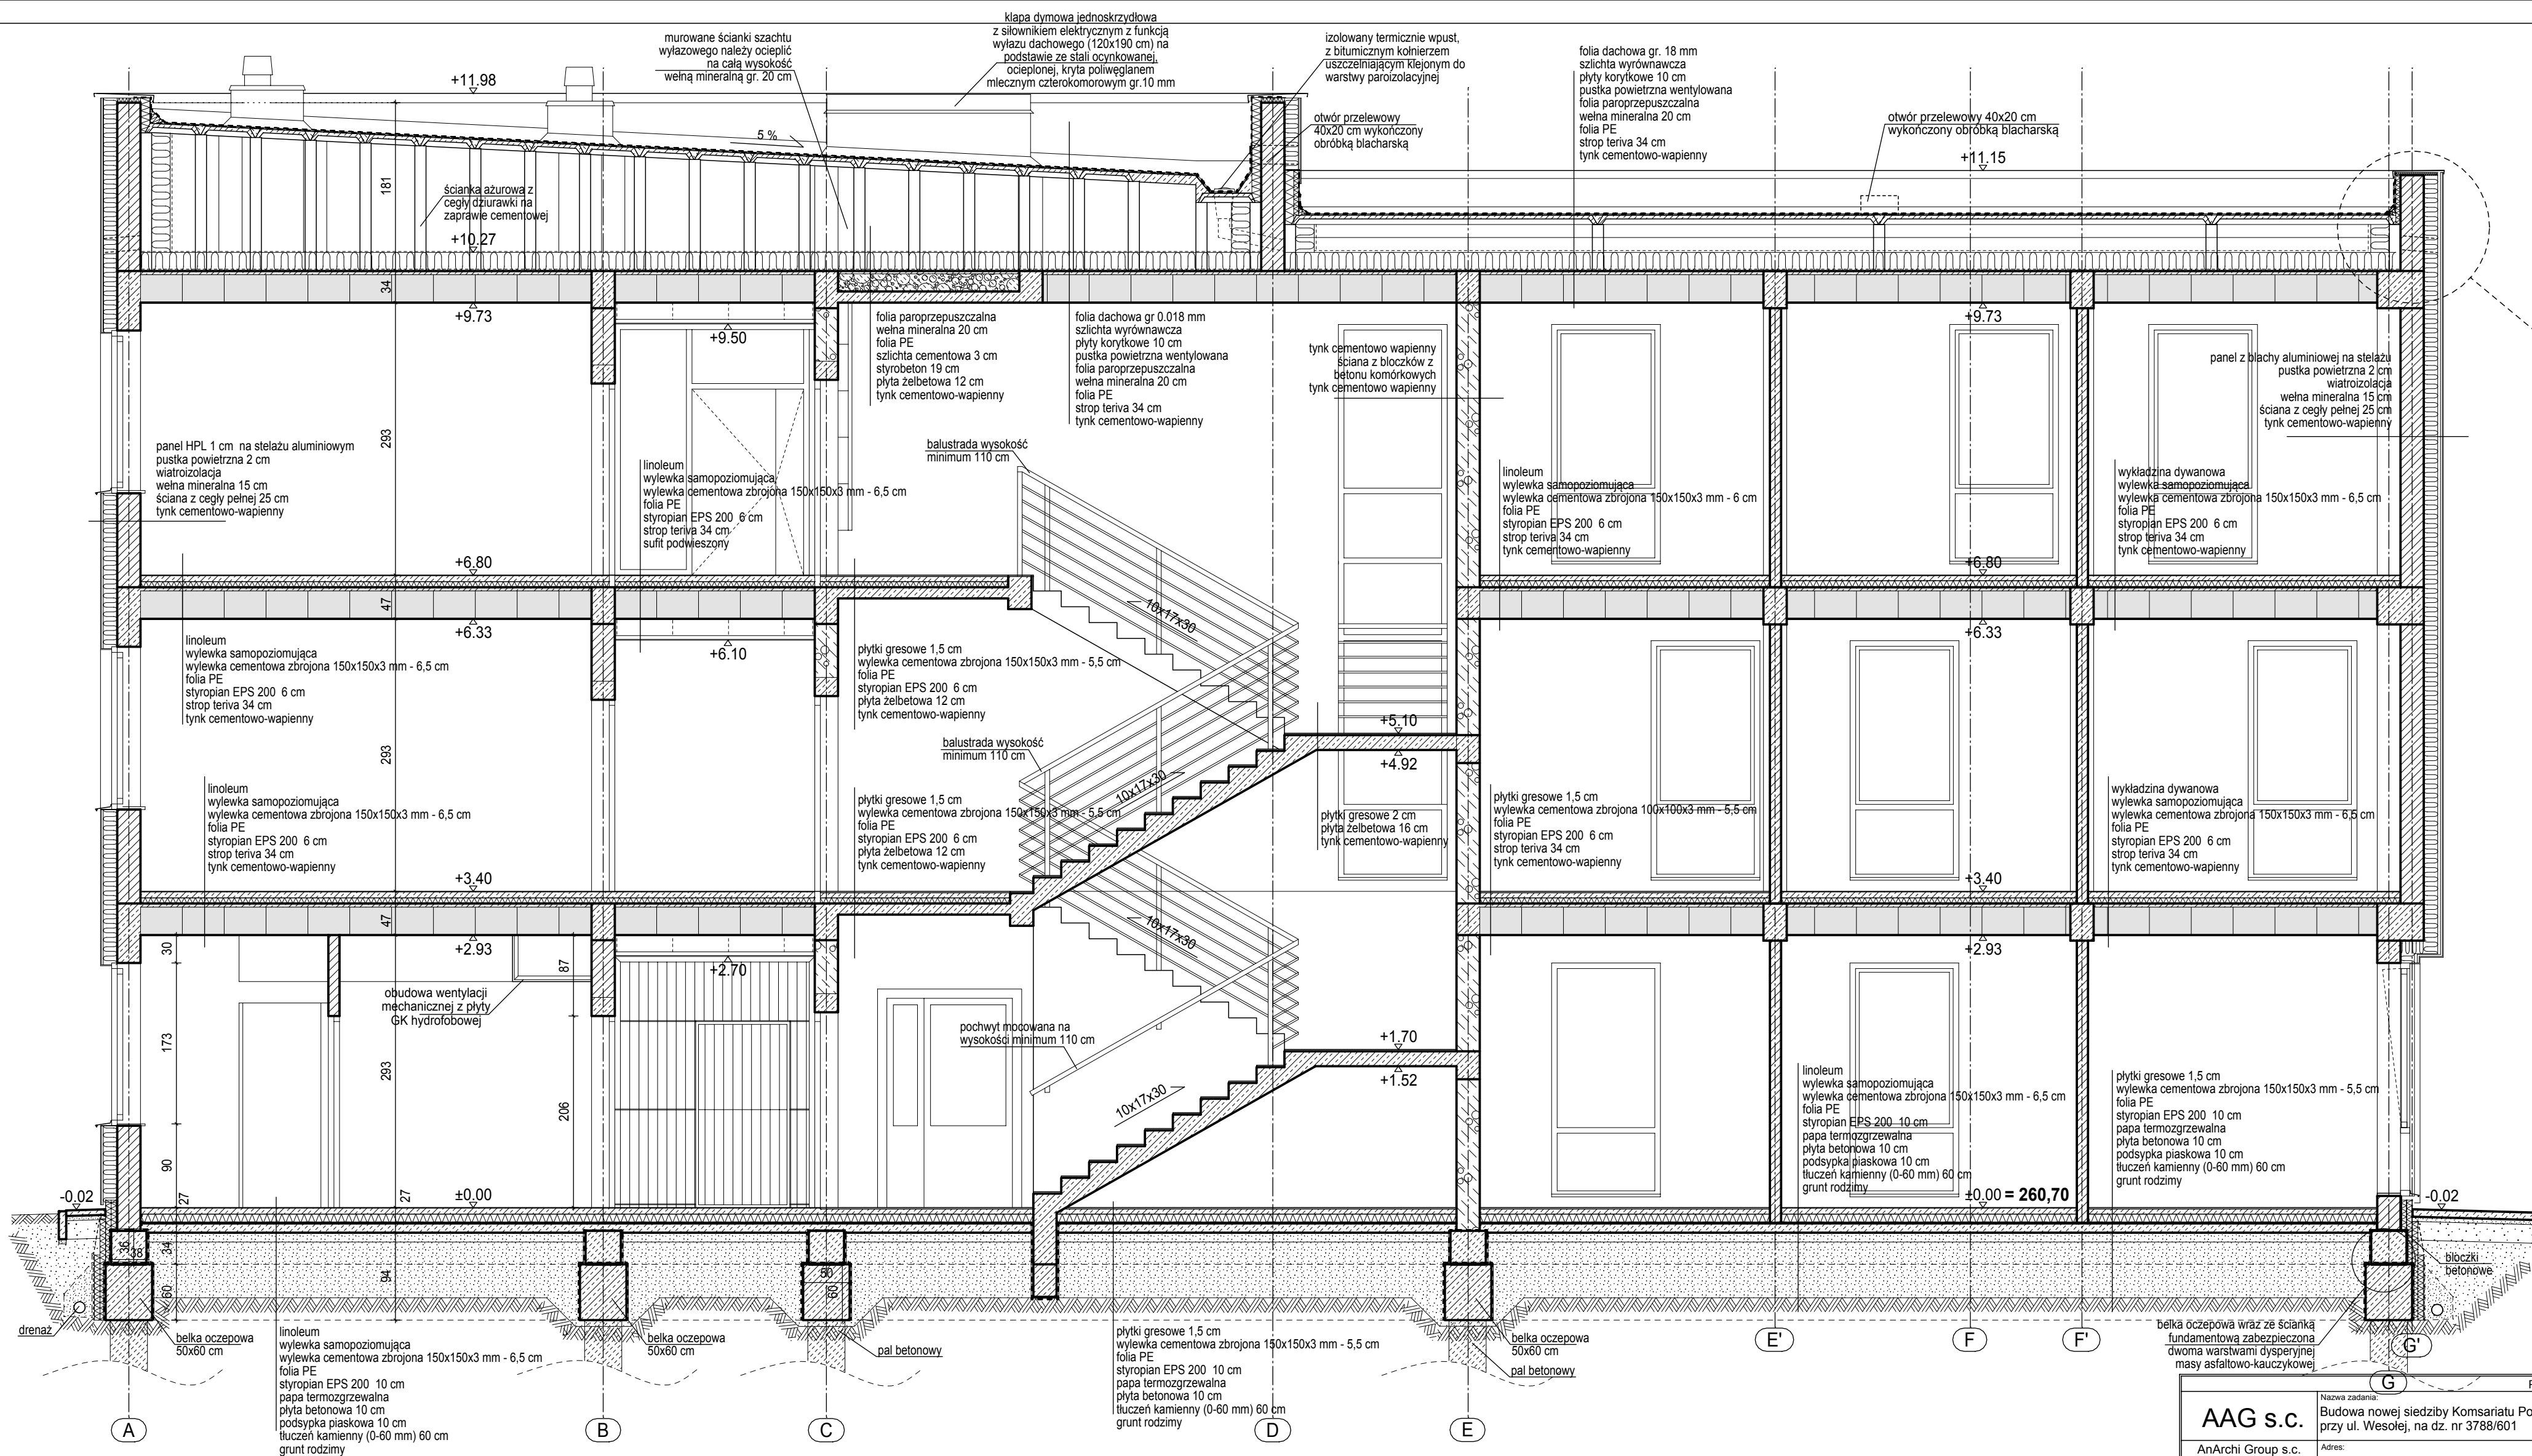 klapa dymowa jednoskrzydłowa
z siłownikiem elektrycznym z funkcją
wyłazu dachowego (120x190 cm) na
podstawie ze stali ocynkowanej,
ocieplonej, kryta poliwęglanem
mlecznym czterokomorowym gr.10 mm
murowane ścianki szachtu
wyłazowego należy ocieplić
na całą wysokość
wełną mineralną gr. 20 cm
izolowany termicznie wpust,
z bitumicznym kołnierzem
uszczelniającym klejonym do
warstwy paroizolacyjnej
folia dachowa gr. 18 mm
szlichta wyrównawcza
płyty korytkowe 10 cm
pustka powietrzna wentylowana
folia paroprzepuszczalna
wełna mineralna 20 cm
folia PE
strop teriva 34 cm
tynk cementowo-wapienny
otwór przelewowy
40x20 cm wykończony
obróbką blacharską
otwór przelewowy 40x20 cm
wykończony obróbką blacharską
+11.98
+11.15
5 %
181
ścianka ażurowa z
cegły dziurawki na
zaprawie cementowej
+10.27
34
+9.73
+9.50
+9.73
folia paroprzepuszczalna
wełna mineralna 20 cm
folia PE
szlichta cementowa 3 cm
styrobeton 19 cm
płyta żelbetowa 12 cm
tynk cementowo-wapienny
folia dachowa gr 0.018 mm
szlichta wyrównawcza
płyty korytkowe 10 cm
pustka powietrzna wentylowana
folia paroprzepuszczalna
wełna mineralna 20 cm
folia PE
strop teriva 34 cm
tynk cementowo-wapienny
tynk cementowo wapienny
ściana z bloczków z
betonu komórkowych
tynk cementowo wapienny
panel z blachy aluminiowej na stelażu
pustka powietrzna 2 cm
wiatroizolacja
wełna mineralna 15 cm
ściana z cegły pełnej 25 cm
tynk cementowo-wapienny
293
panel HPL 1 cm na stelażu aluminiowym
pustka powietrzna 2 cm
wiatroizolacja
wełna mineralna 15 cm
ściana z cegły pełnej 25 cm
tynk cementowo-wapienny
linoleum
wylewka samopoziomująca
wylewka cementowa zbrojona 150x150x3 mm - 6,5 cm
folia PE
styropian EPS 200 6 cm
strop teriva 34 cm
sufit podwieszony
balustrada wysokość
minimum 110 cm
linoleum
wylewka samopoziomująca
wylewka cementowa zbrojona 150x150x3 mm - 6 cm
folia PE
styropian EPS 200 6 cm
strop teriva 34 cm
tynk cementowo-wapienny
wykładzina dywanowa
wylewka samopoziomująca
wylewka cementowa zbrojona 150x150x3 mm - 6,5 cm
folia PE
styropian EPS 200 6 cm
strop teriva 34 cm
tynk cementowo-wapienny
+6.80
+6.80
47
10x17x30
+6.33
+6.10
+6.33
linoleum
wylewka samopoziomująca
wylewka cementowa zbrojona 150x150x3 mm - 6,5 cm
folia PE
styropian EPS 200 6 cm
strop teriva 34 cm
tynk cementowo-wapienny
płytki gresowe 1,5 cm
wylewka cementowa zbrojona 150x150x3 mm - 5,5 cm
folia PE
styropian EPS 200 6 cm
płyta żelbetowa 12 cm
tynk cementowo-wapienny
293
balustrada wysokość
minimum 110 cm
+5.10
+4.92
10x17x30
linoleum
wylewka samopoziomująca
wylewka cementowa zbrojona 150x150x3 mm - 6,5 cm
folia PE
styropian EPS 200 6 cm
strop teriva 34 cm
tynk cementowo-wapienny
płytki gresowe 1,5 cm
wylewka cementowa zbrojona 150x150x3 mm - 5,5 cm
folia PE
styropian EPS 200 6 cm
płyta żelbetowa 12 cm
tynk cementowo-wapienny
płytki gresowe 2 cm
płyta żelbetowa 16 cm
tynk cementowo-wapienny
płytki gresowe 1,5 cm
wylewka cementowa zbrojona 100x100x3 mm - 5,5 cm
folia PE
styropian EPS 200 6 cm
strop teriva 34 cm
tynk cementowo-wapienny
wykładzina dywanowa
wylewka samopoziomująca
wylewka cementowa zbrojona 150x150x3 mm - 6,5 cm
folia PE
styropian EPS 200 6 cm
strop teriva 34 cm
tynk cementowo-wapienny
+3.40
+3.40
47
10x17x30
30
+2.93
87
+2.70
+2.93
obudowa wentylacji
mechanicznej z płyty
GK hydrofobowej
173
293
206
pochwyt mocowana na
wysokości minimum 110 cm
+1.70
+1.52
10x17x30
linoleum
wylewka samopoziomująca
wylewka cementowa zbrojona 150x150x3 mm - 6,5 cm
folia PE
styropian EPS 200 10 cm
papa termozgrzewalna
płyta betonowa 10 cm
podsypka piaskowa 10 cm
tłuczeń kamienny (0-60 mm) 60 cm
grunt rodzimy
płytki gresowe 1,5 cm
wylewka cementowa zbrojona 150x150x3 mm - 5,5 cm
folia PE
styropian EPS 200 10 cm
papa termozgrzewalna
płyta betonowa 10 cm
podsypka piaskowa 10 cm
tłuczeń kamienny (0-60 mm) 60 cm
grunt rodzimy
90
-0.02
27
27
±0.00
±0.00 = 260,70
-0.02
36
38
34
94
60
50
60
bloczki
betonowe
drenaż
belka oczepowa
50x60 cm
linoleum
wylewka samopoziomująca
wylewka cementowa zbrojona 150x150x3 mm - 6,5 cm
folia PE
styropian EPS 200 10 cm
papa termozgrzewalna
płyta betonowa 10 cm
podsypka piaskowa 10 cm
tłuczeń kamienny (0-60 mm) 60 cm
grunt rodzimy
belka oczepowa
50x60 cm
pal betonowy
płytki gresowe 1,5 cm
wylewka cementowa zbrojona 150x150x3 mm - 5,5 cm
folia PE
styropian EPS 200 10 cm
papa termozgrzewalna
płyta betonowa 10 cm
tłuczeń kamienny (0-60 mm) 60 cm
grunt rodzimy
belka oczepowa
50x60 cm
pal betonowy
belka oczepowa wraz ze ścianką
fundamentową zabezpieczona
dwoma warstwami dysperyjnej
masy asfaltowo-kauczykowej
E'
F
F'
G'
G
A
B
C
D
E
AAG s.c.
Nazwa zadania:
Budowa nowej siedziby Komsariatu Po
przy ul. Wesołej, na dz. nr 3788/601
AnArchi Group s.c.
Adres: